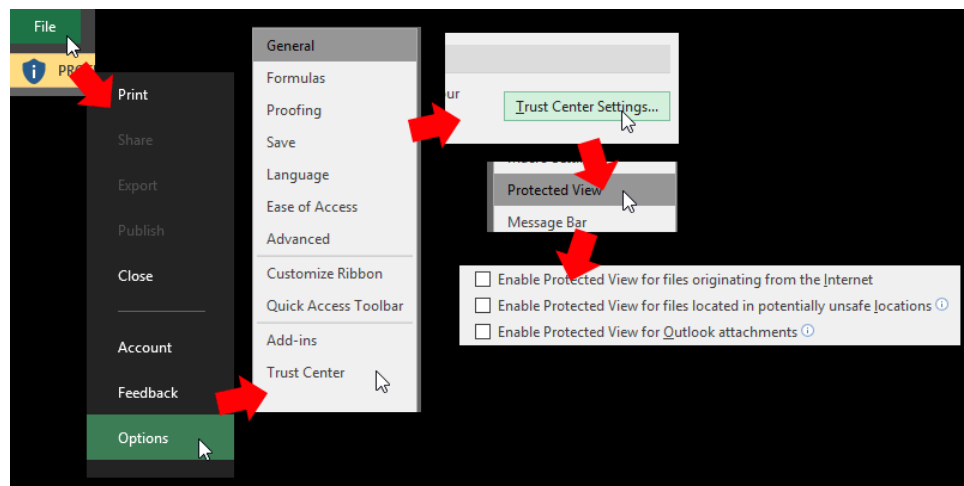 File
Print
Share
Export
Publish
Close
Account
Feedback
Options
General
Formulas
Proofing
Save
Language
Ease of Access
Advanced
Customize Ribbon
Quick Access Toolbar
Add-ins
Trust Center
Trust Center Settings...
Protected View
Message Bar
Enable Protected View for files originating from the Internet
Enable Protected View for files located in potentially unsafe locations
Enable Protected View for Outlook attachments